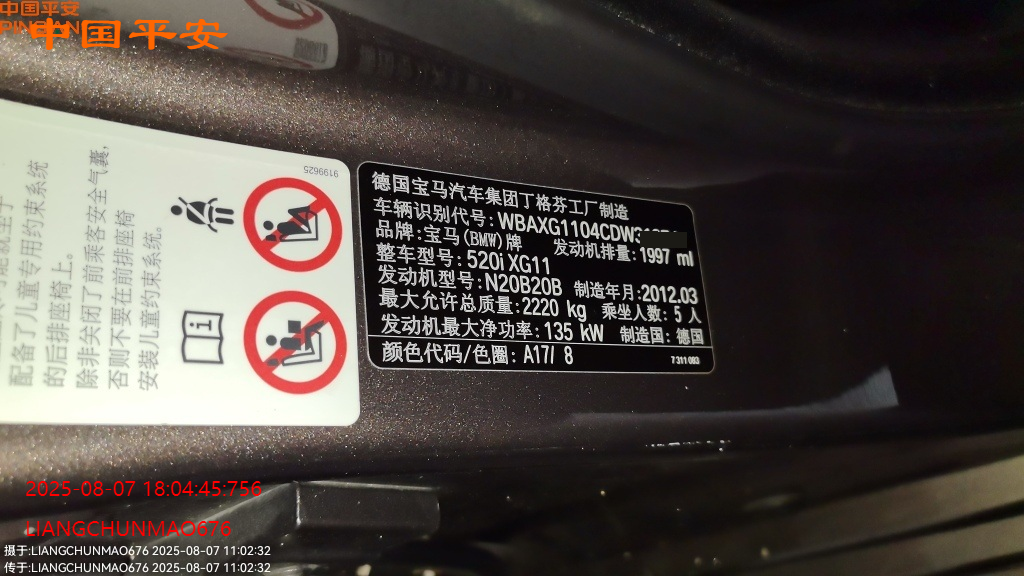 中国平安
PINGAN
中国平安
9199625
配备了儿童专用约束系统
的后排座椅上。
除非关闭了前乘客安全气囊,
否则不要在前排座椅
安装儿童约束系统。
德国宝马汽车集团丁格芬工厂制造
车辆识别代号: WBAXG1104CDW
品牌: 宝马(BMW)牌 发动机排量: 1997 ml
整车型号: 520i XG11
发动机型号: N20B20B 制造年月: 2012.03
最大允许总质量: 2220 kg 乘坐人数: 5 人
发动机最大净功率: 135 kW 制造国: 德国
颜色代码/色圈: A17/ 8 7 311 083
2025-08-07 18:04:45:756
LIANGCHUNMAO676
摄于:LIANGCHUNMAO676 2025-08-07 11:02:32
传于:LIANGCHUNMAO676 2025-08-07 11:02:32